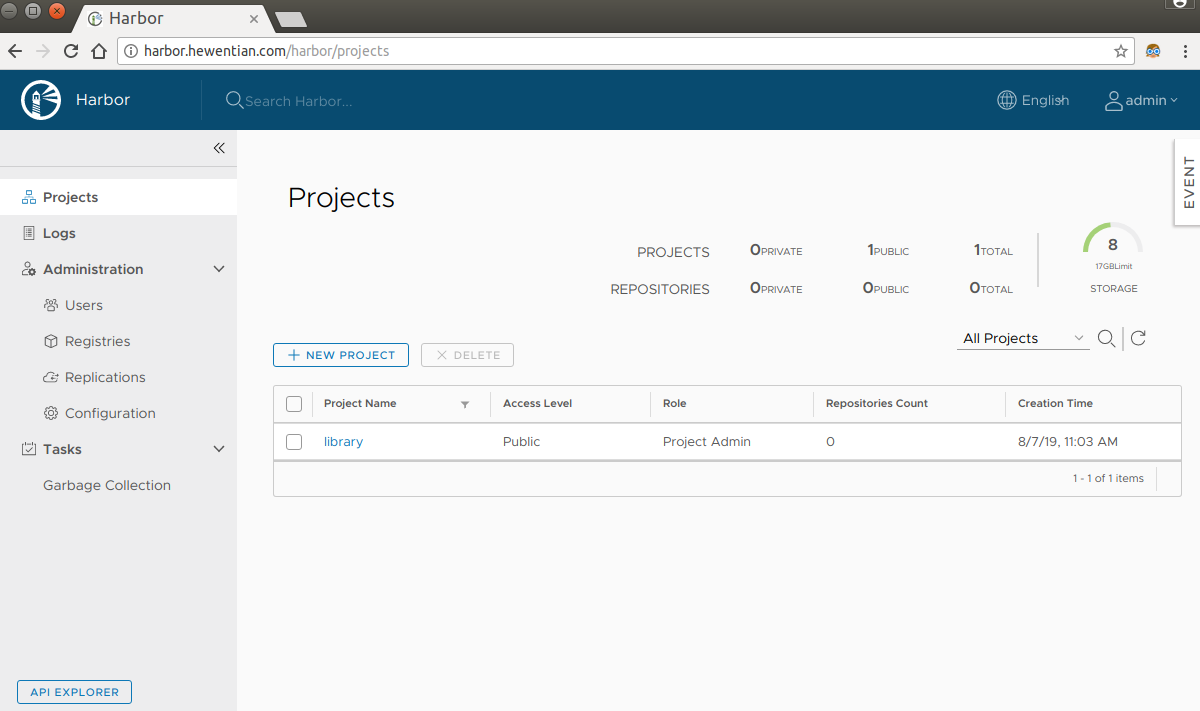 Harbor
harbor.hewentian.com/harbor/projects
Harbor
Search Harbor...
English
admin
EVENT
Projects
Logs
Administration
Users
Registries
Replications
Configuration
Tasks
Garbage Collection
API EXPLORER
Projects
PROJECTS 0PRIVATE 1PUBLIC 1TOTAL
REPOSITORIES 0PRIVATE 0PUBLIC 0TOTAL
8
17GBLimit
STORAGE
All Projects
NEW PROJECT DELETE
Project Name Access Level Role Repositories Count Creation Time
library Public Project Admin 0 8/7/19, 11:03 AM
1 - 1 of 1 items